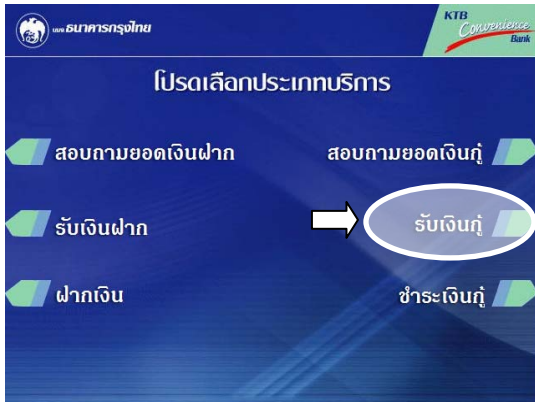 บมจ.ธนาคารกรุงไทย
KTB
Convenience
Bank
โปรดเลือกประเภทบริการ
สอบถามยอดเงินฝาก
สอบถามยอดเงินกู้
รับเงินฝาก
รับเงินกู้
ฝากเงิน
ชำระเงินกู้